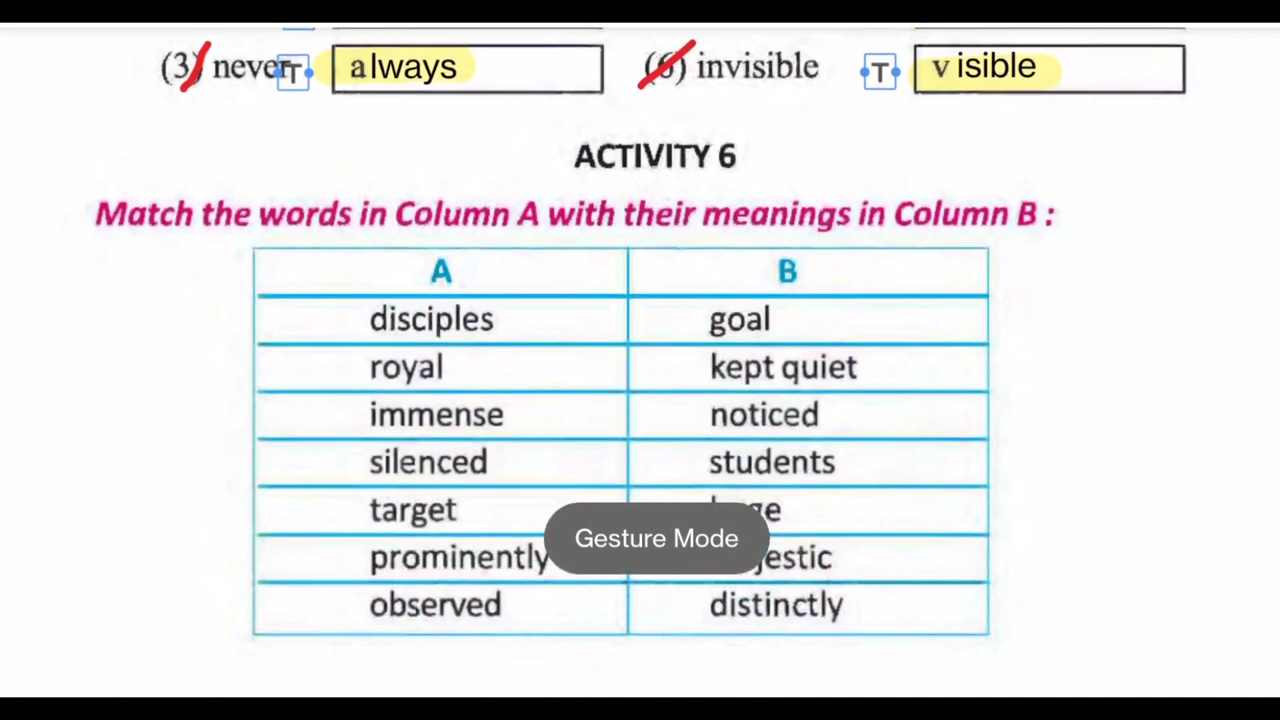 (3) never always (6) invisible visible
ACTIVITY 6
Match the words in Column A with their meanings in Column B :
A B
disciples goal
royal kept quiet
immense noticed
silenced students
target
prominently
observed distinctly
Gesture Mode